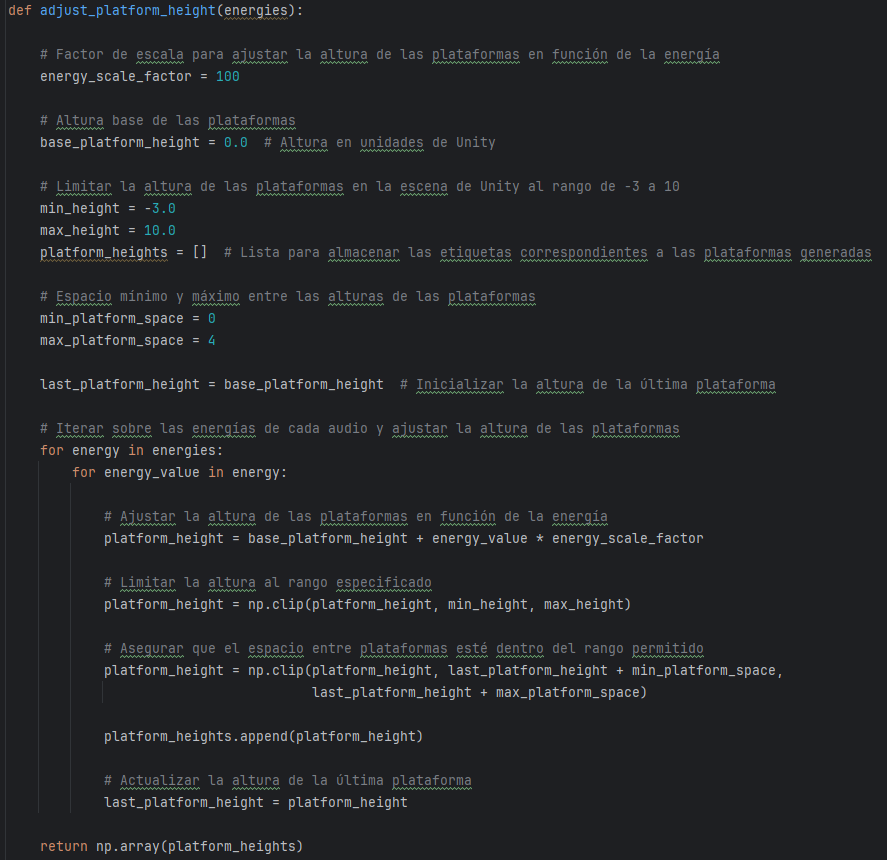 def adjust_platform_height(energies):
# Factor de escala para ajustar la altura de las plataformas en función de la energía
energy_scale_factor = 100
# Altura base de las plataformas
base_platform_height = 0.0  # Altura en unidades de Unity
# Limitar la altura de las plataformas en la escena de Unity al rango de -3 a 10
min_height = -3.0
max_height = 10.0
platform_heights = []  # Lista para almacenar las etiquetas correspondientes a las plataformas generadas
# Espacio mínimo y máximo entre las alturas de las plataformas
min_platform_space = 0
max_platform_space = 4
last_platform_height = base_platform_height  # Inicializar la altura de la última plataforma
# Iterar sobre las energías de cada audio y ajustar la altura de las plataformas
for energy in energies:
for energy_value in energy:
# Ajustar la altura de las plataformas en función de la energía
platform_height = base_platform_height + energy_value * energy_scale_factor
# Limitar la altura al rango especificado
platform_height = np.clip(platform_height, min_height, max_height)
# Asegurar que el espacio entre plataformas esté dentro del rango permitido
platform_height = np.clip(platform_height, last_platform_height + min_platform_space,
last_platform_height + max_platform_space)
platform_heights.append(platform_height)
# Actualizar la altura de la última plataforma
last_platform_height = platform_height
return np.array(platform_heights)